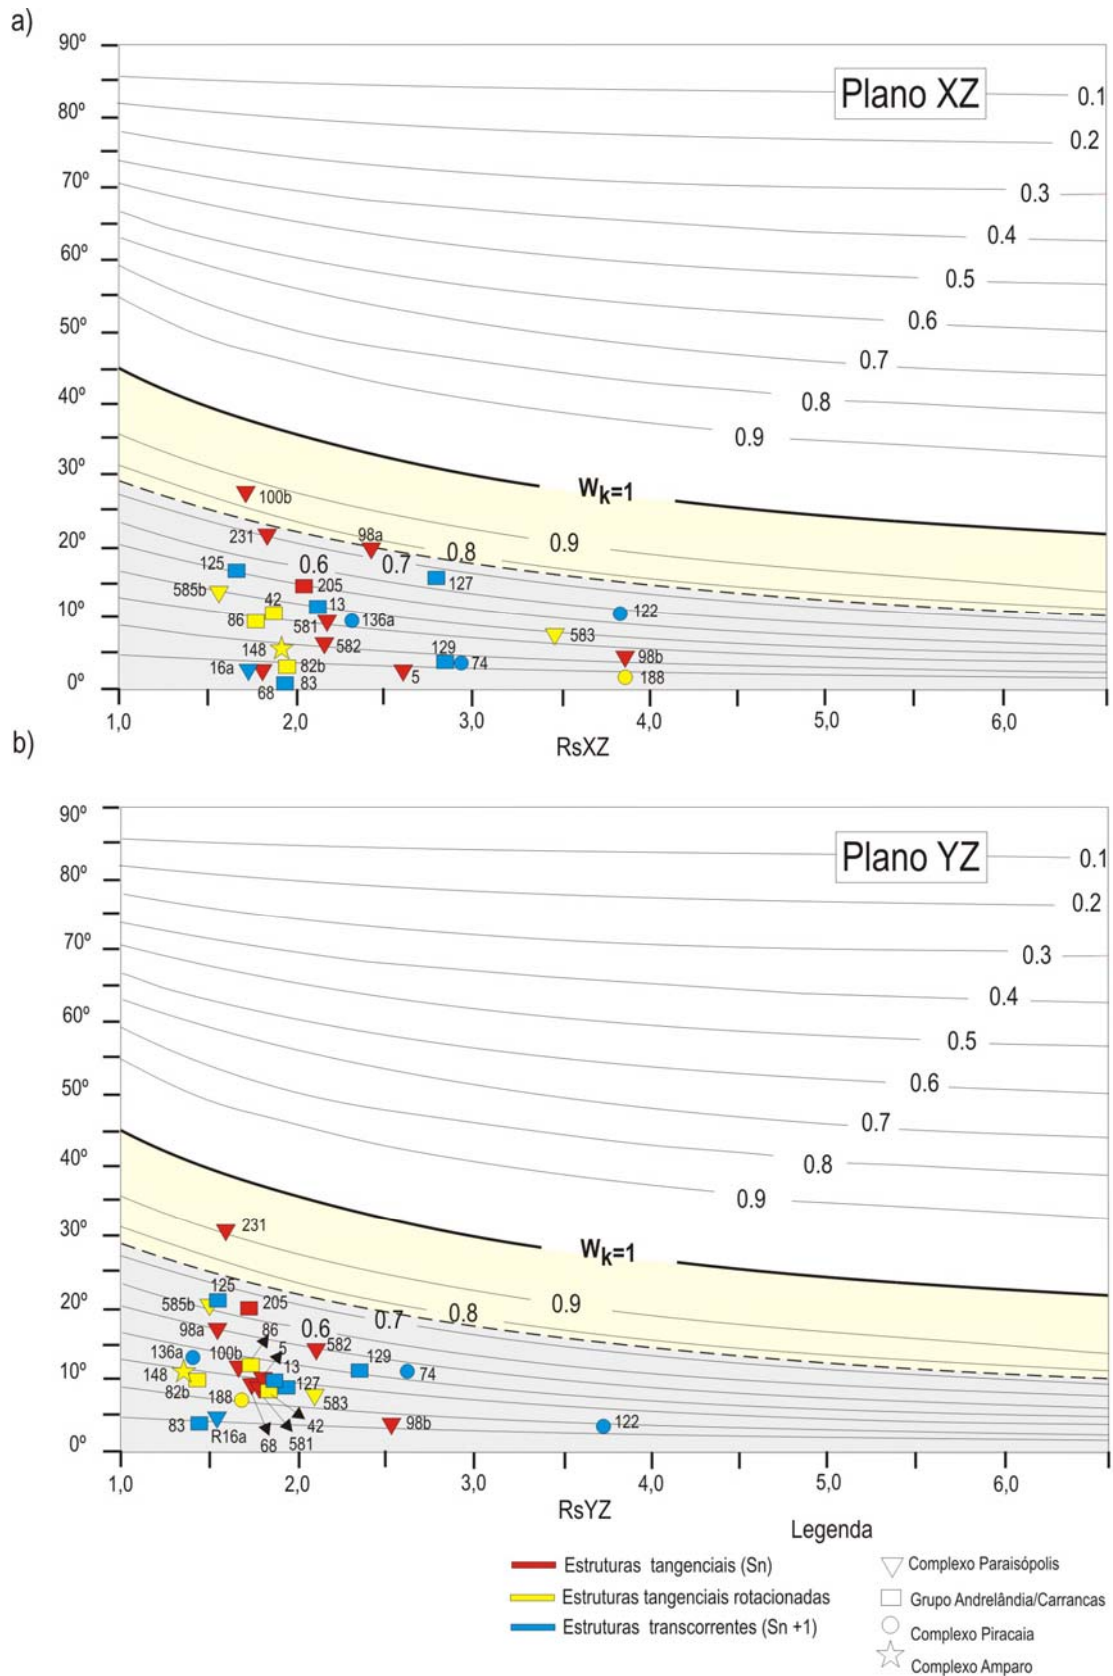 a)
90º
80º
70º
60º
50º
40º
30º
20º
10º
0º
Plano XZ
0.1
0.2
0.3
0.4
0.5
0.6
0.7
0.8
0.9
Wk=1
0.9
0.8
0.7
0.6
100b
231
98a
125
205
127
585b
42
13
136a
122
86
581
583
148
582
129
98b
16a
82b
74
188
68
83
5
1,0
2,0
3,0
4,0
5,0
6,0
RsXZ
b)
90º
80º
70º
60º
50º
40º
30º
20º
10º
0º
Plano YZ
0.1
0.2
0.3
0.4
0.5
0.6
0.7
0.8
0.9
Wk=1
0.9
0.8
0.7
0.6
231
125
585b
205
98a
86
582
136a
100b
5
129
148
13
74
82b
188
127
583
83
R16a
42
98b
122
68
581
1,0
2,0
3,0
4,0
5,0
6,0
RsYZ
Legenda
Estruturas tangenciais (Sn)
Estruturas tangenciais rotacionadas
Estruturas transcorrentes (Sn +1)
Complexo Paraisópolis
Grupo Andrelândia/Carrancas
Complexo Piracaia
Complexo Amparo